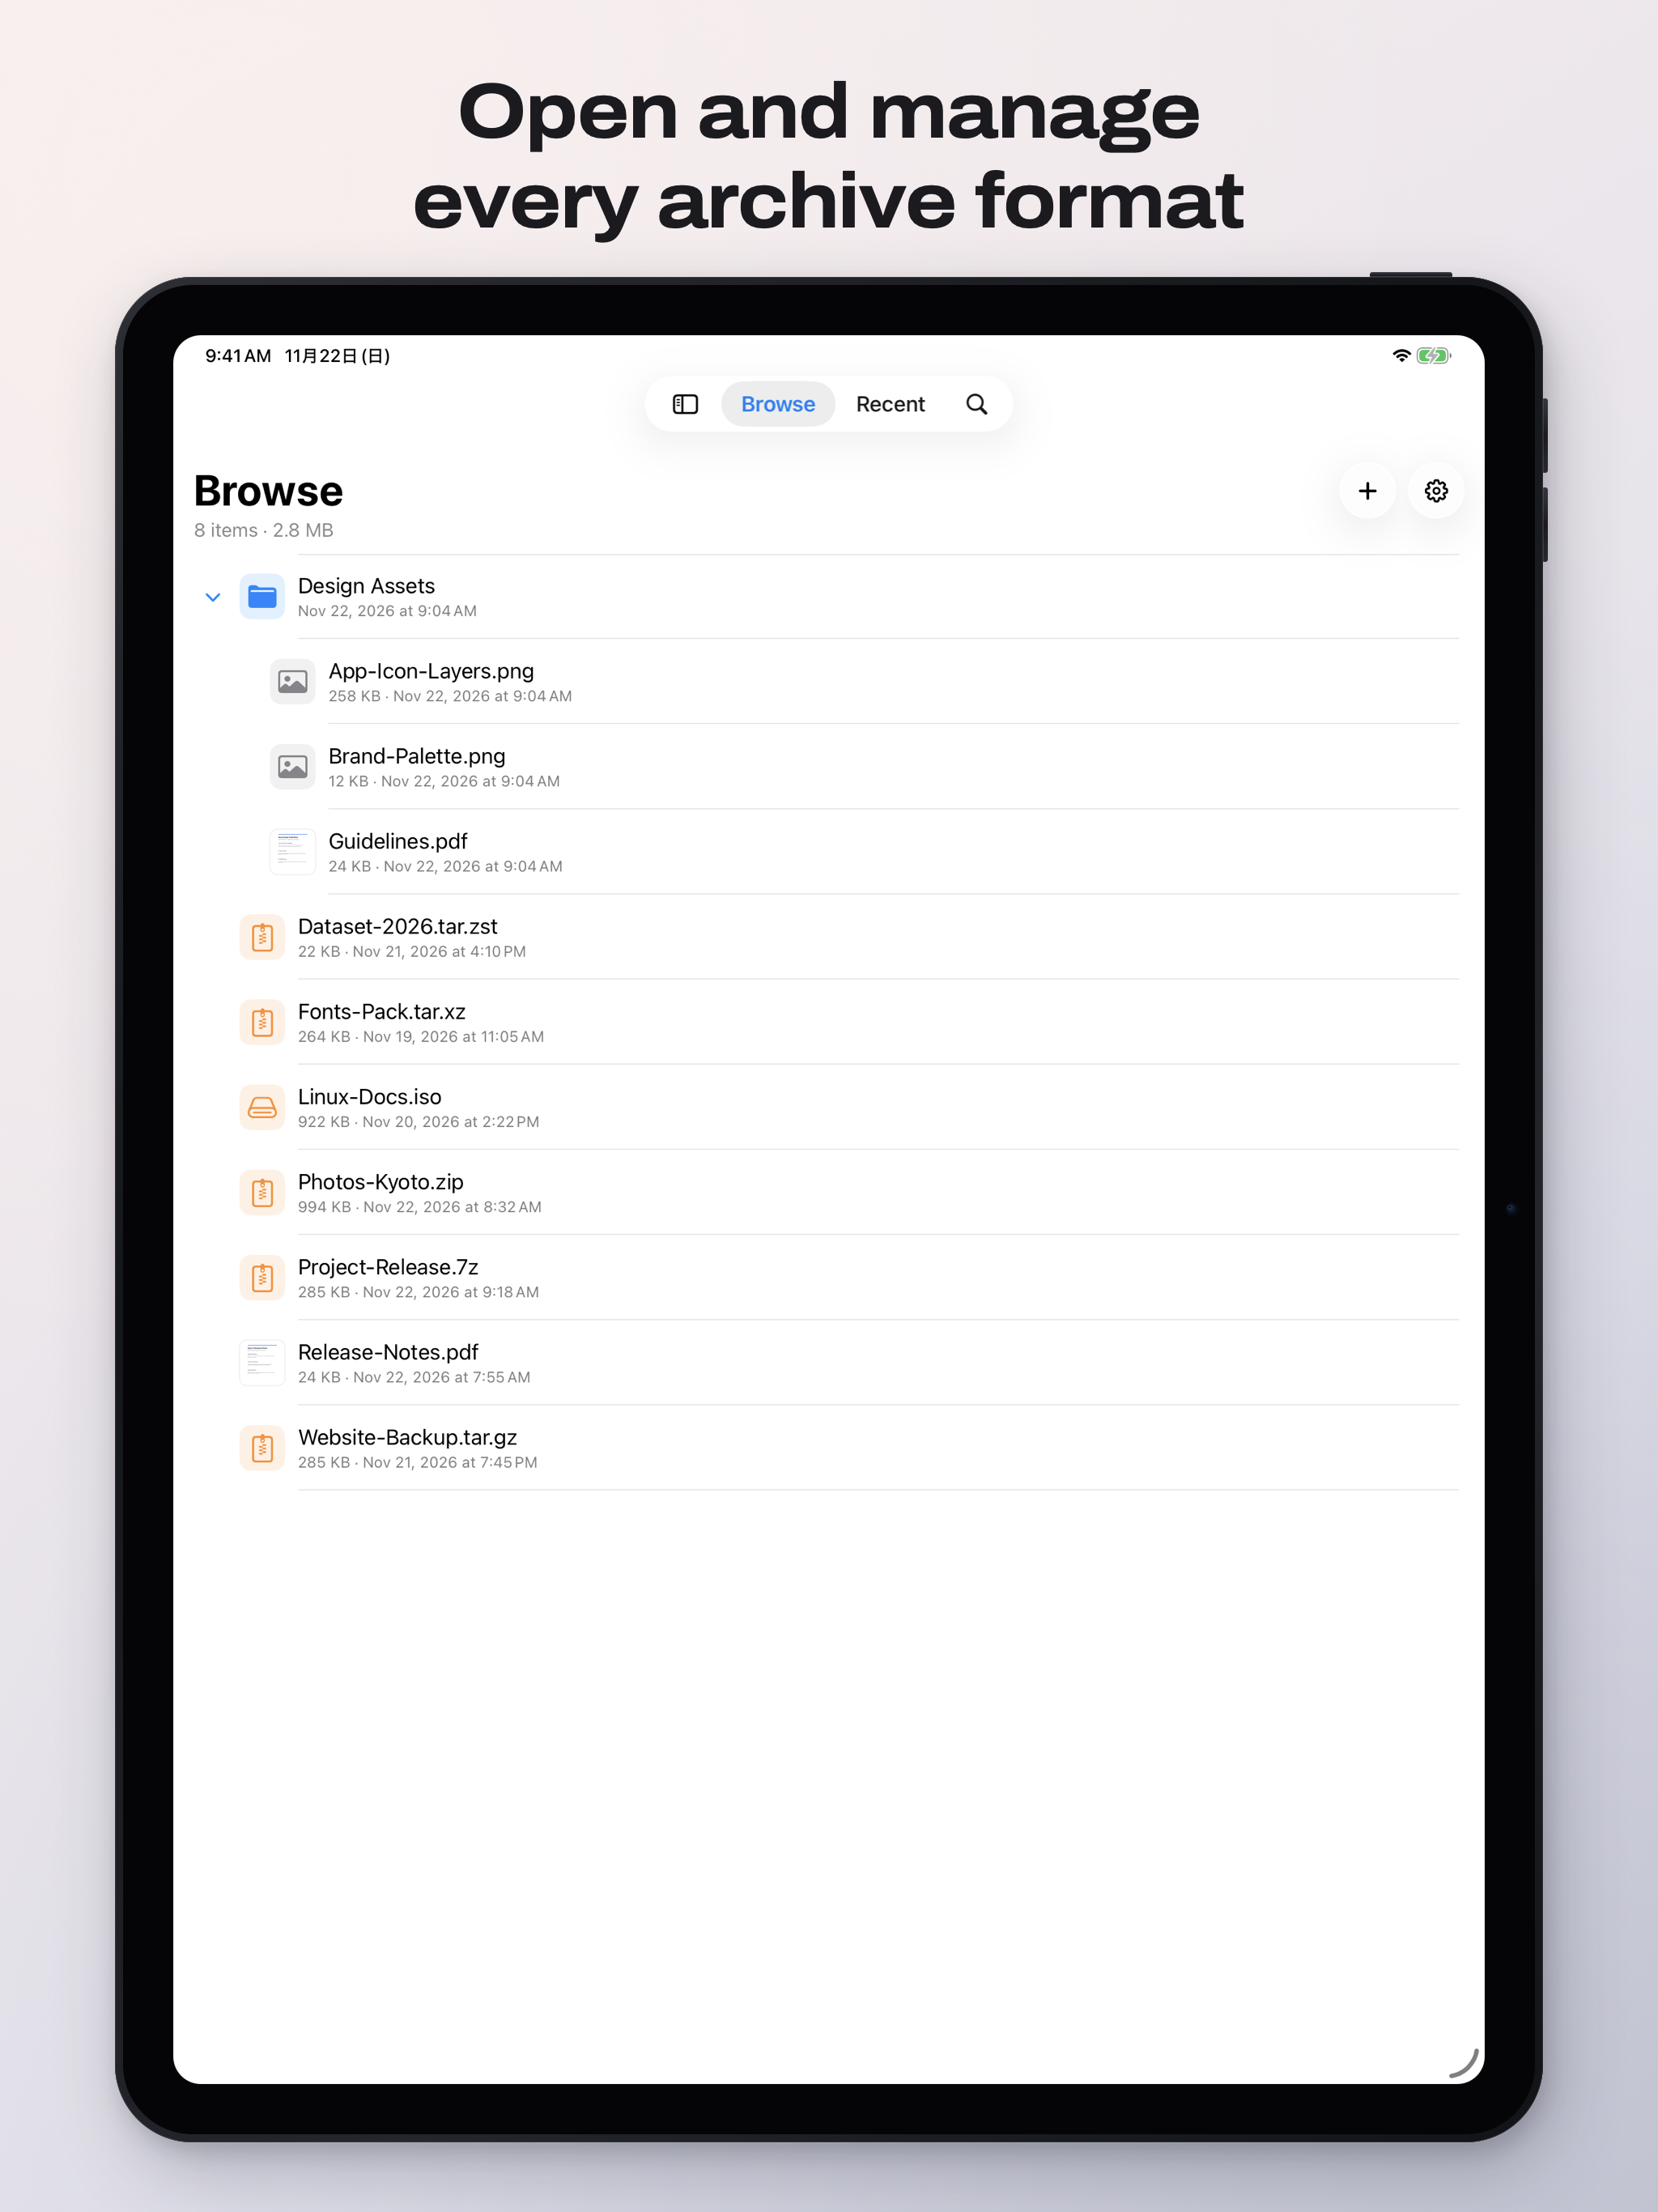 Open and manage
every archive format
9:41 AM 11月22日(日)
Browse Recent
Browse
8 items · 2.8 MB
Design Assets
Nov 22, 2026 at 9:04 AM
App-Icon-Layers.png
258 KB · Nov 22, 2026 at 9:04 AM
Brand-Palette.png
12 KB · Nov 22, 2026 at 9:04 AM
Guidelines.pdf
24 KB · Nov 22, 2026 at 9:04 AM
Dataset-2026.tar.zst
22 KB · Nov 21, 2026 at 4:10 PM
Fonts-Pack.tar.xz
264 KB · Nov 19, 2026 at 11:05 AM
Linux-Docs.iso
922 KB · Nov 20, 2026 at 2:22 PM
Photos-Kyoto.zip
994 KB · Nov 22, 2026 at 8:32 AM
Project-Release.7z
285 KB · Nov 22, 2026 at 9:18 AM
Release-Notes.pdf
24 KB · Nov 22, 2026 at 7:55 AM
Website-Backup.tar.gz
285 KB · Nov 21, 2026 at 7:45 PM